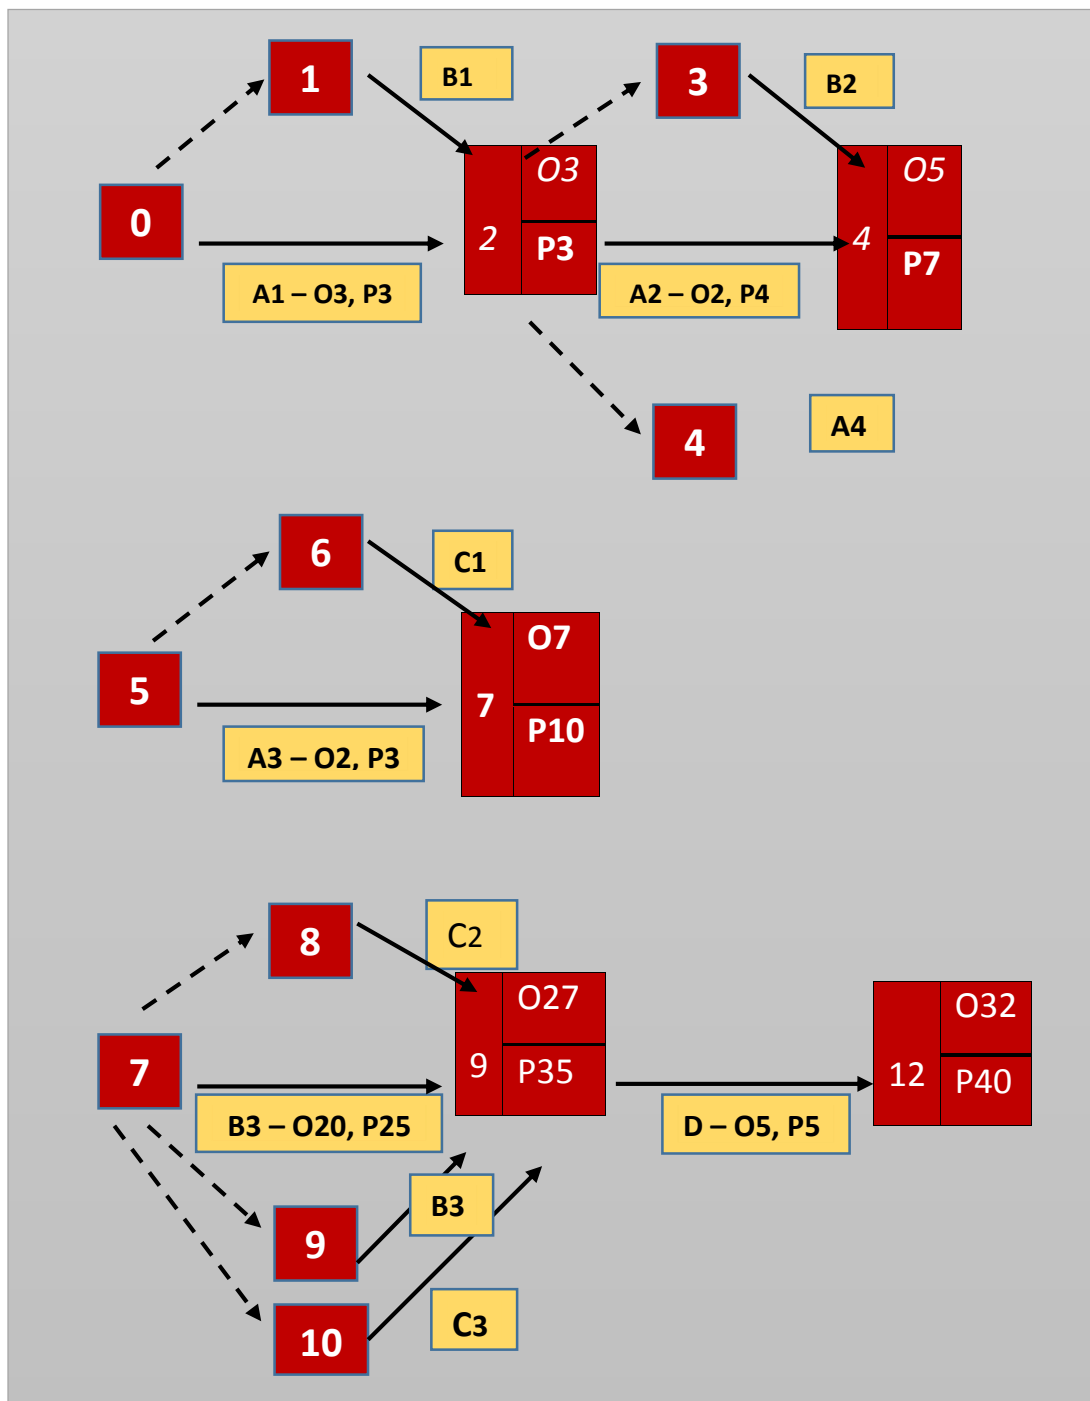 1
B1
3
B2
0
2
O3
P3
4
O5
P7
A1 – O3, P3
A2 – O2, P4
4
A4
6
C1
5
7
O7
P10
A3 – O2, P3
8
C2
7
9
O27
P35
12
O32
P40
B3 – O20, P25
D – O5, P5
9
B3
10
C3